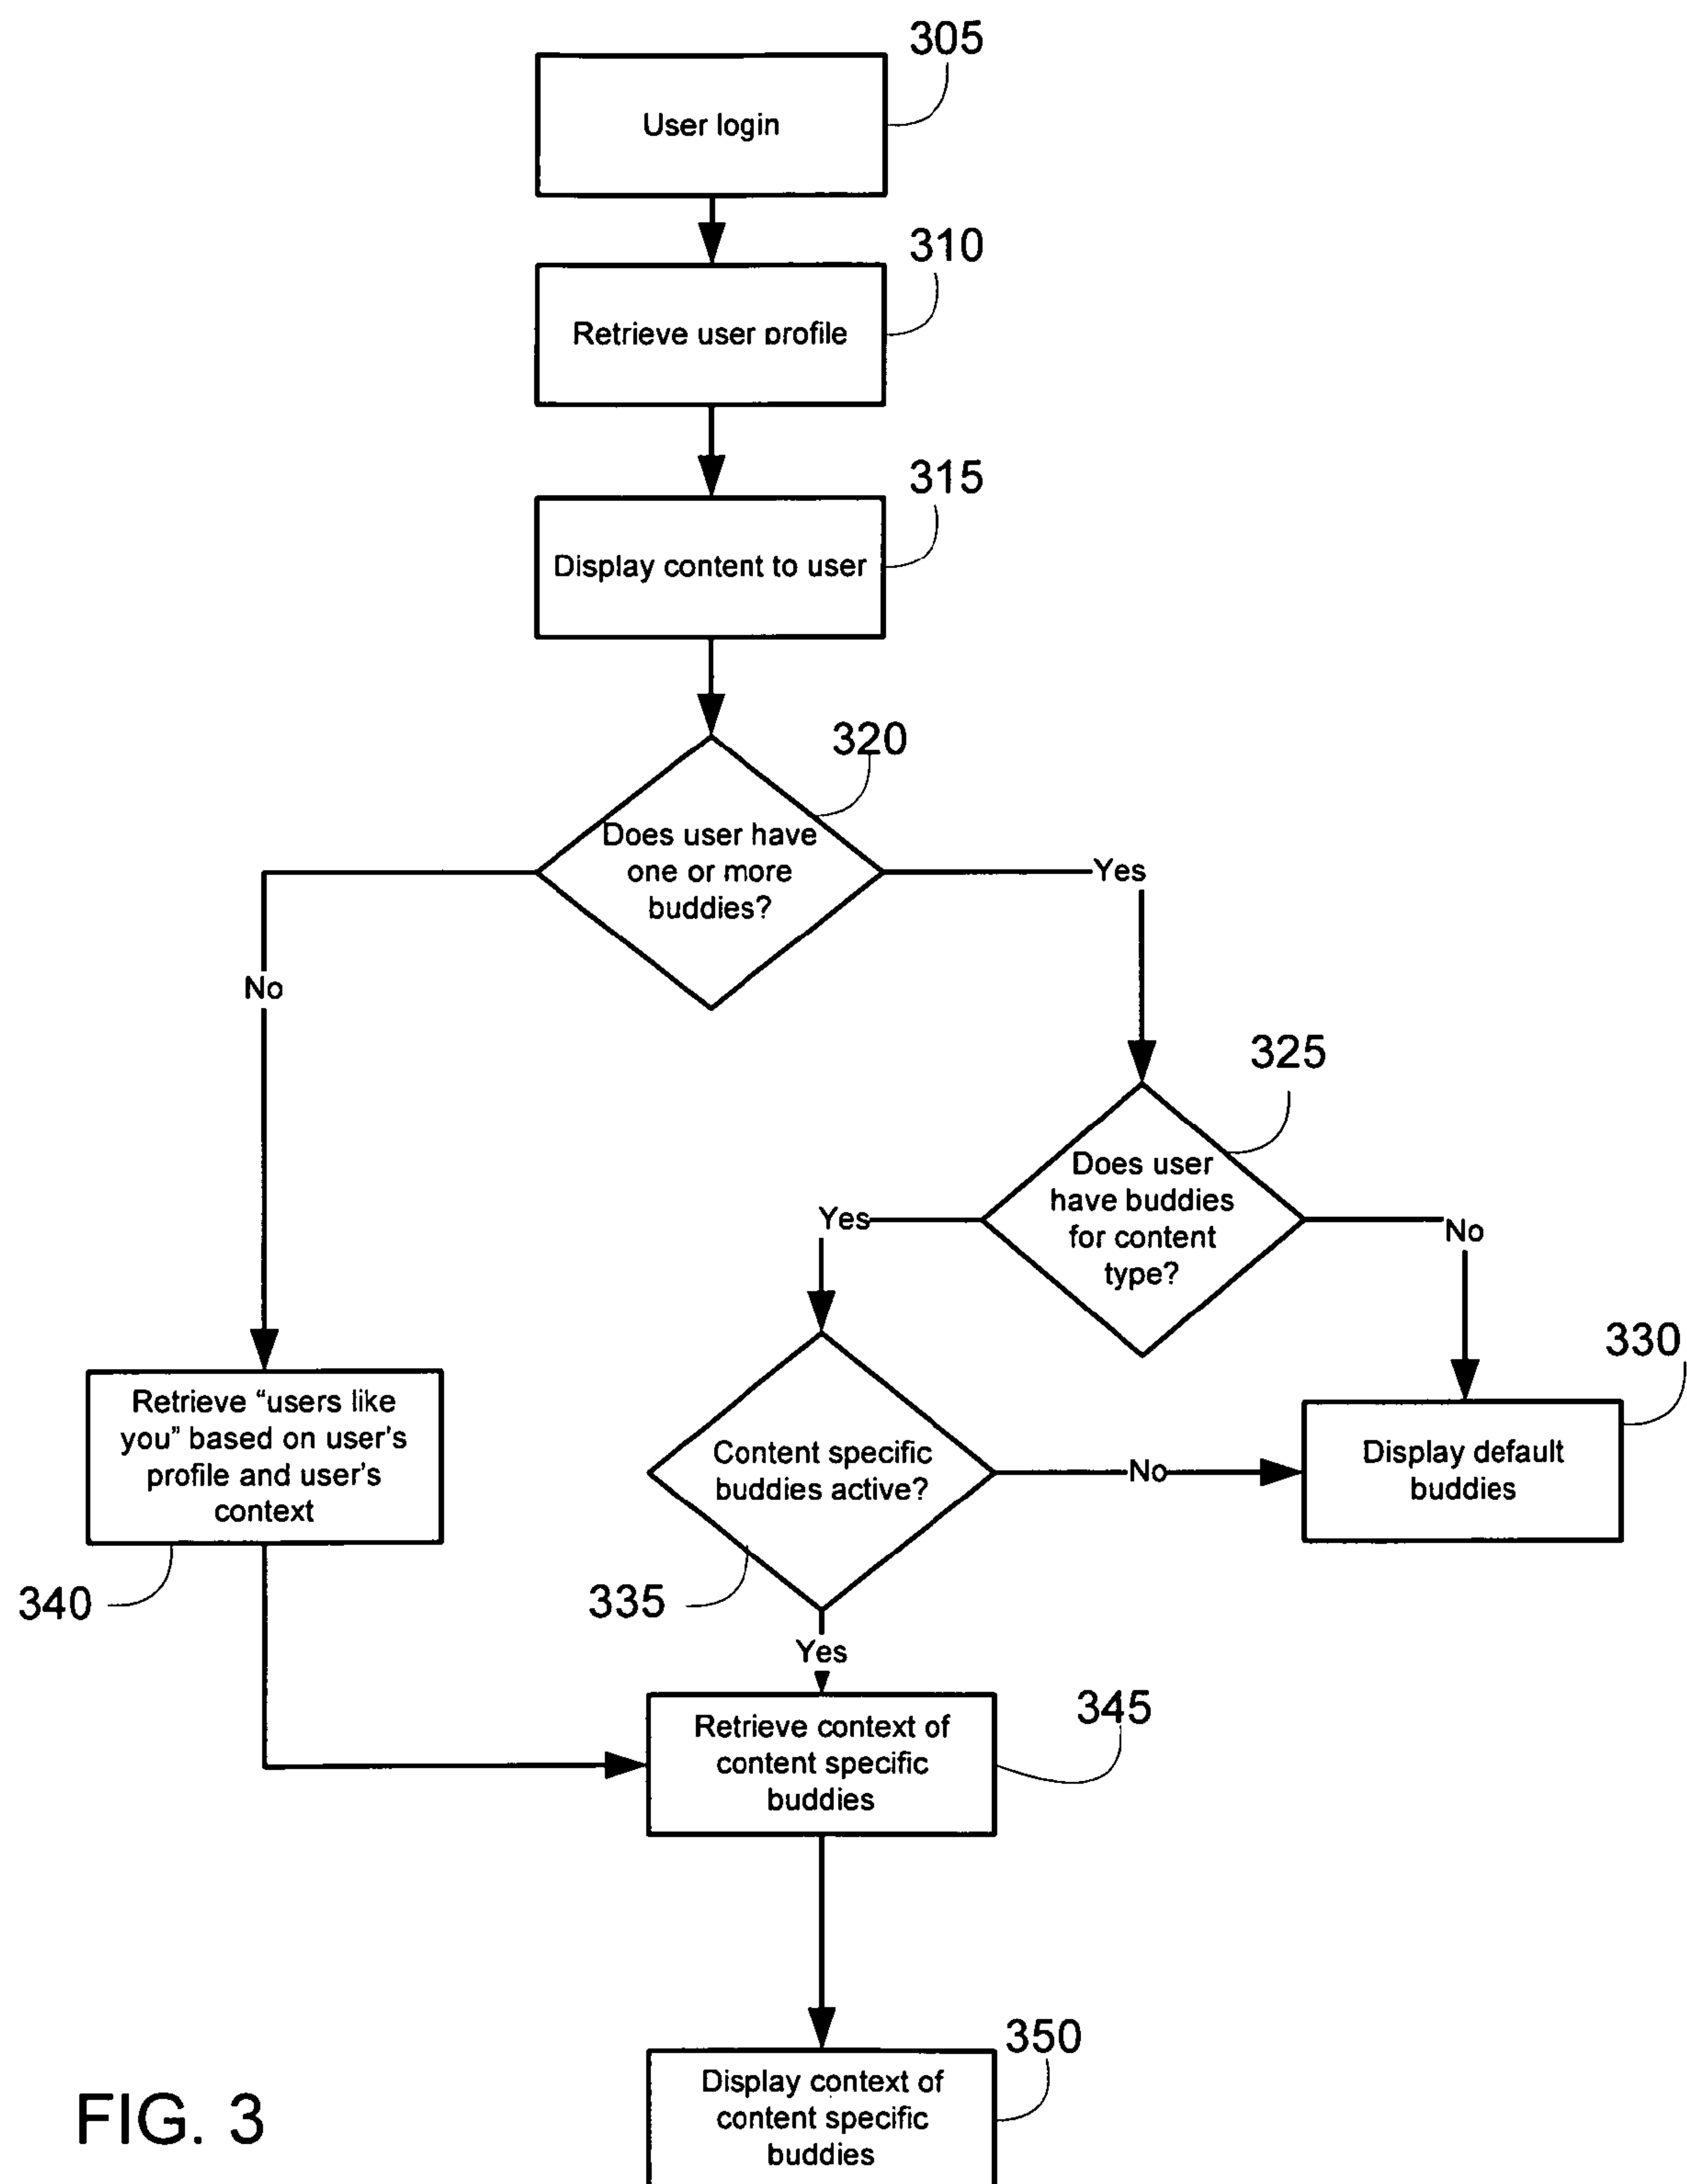 305
User login
310
Retrieve user profile
315
Display content to user
320
Does user have
one or more
buddies?
Yes
No
325
Does user
have buddies
for content
type?
Yes
No
330
Display default
buddies
Retrieve “users like
you” based on user's
profile and user's
context
340
Content specific
buddies active?
No
335
Yes
345
Retrieve context of
content specific
buddies
350
Display context of
content specific
buddies
FIG. 3